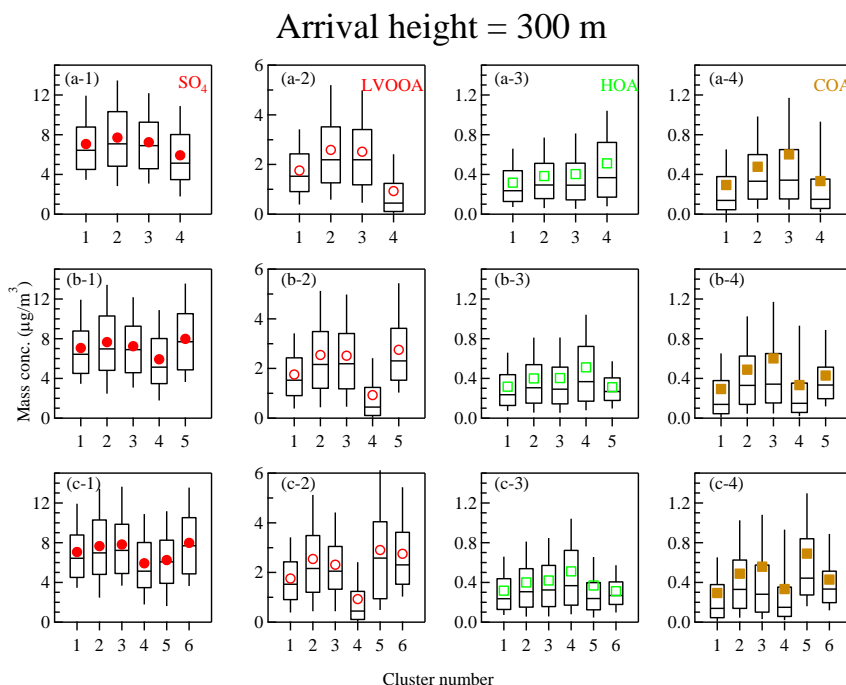 Arrival height = 300 m
(a-1) SO4 (a-2) LVOOA (a-3) HOA (a-4) COA
12 6 1.2 1.2
8 4 0.8 0.8
4 2 0.4 0.4
0 0 0.0 0.0
1 2 3 4 1 2 3 4 1 2 3 4 1 2 3 4
(b-1) (b-2) (b-3) (b-4)
12 6 1.2 1.2
8 4 0.8 0.8
4 2 0.4 0.4
0 0 0.0 0.0
1 2 3 4 5 1 2 3 4 5 1 2 3 4 5 1 2 3 4 5
Mass conc. (μg/m³)
(c-1) (c-2) (c-3) (c-4)
12 6 1.2 1.2
8 4 0.8 0.8
4 2 0.4 0.4
0 0 0.0 0.0
1 2 3 4 5 6 1 2 3 4 5 6 1 2 3 4 5 6 1 2 3 4 5 6
Cluster number